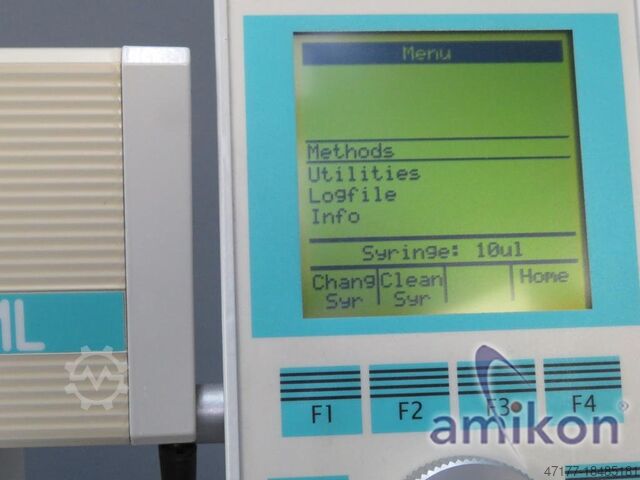 Menu
Methods
Utilities
Logfile
Info
Syringe: 10ul
Chang Clean Home
Syr Syr
ML
F1 F2 F3 F4
amikon
47177-18485181